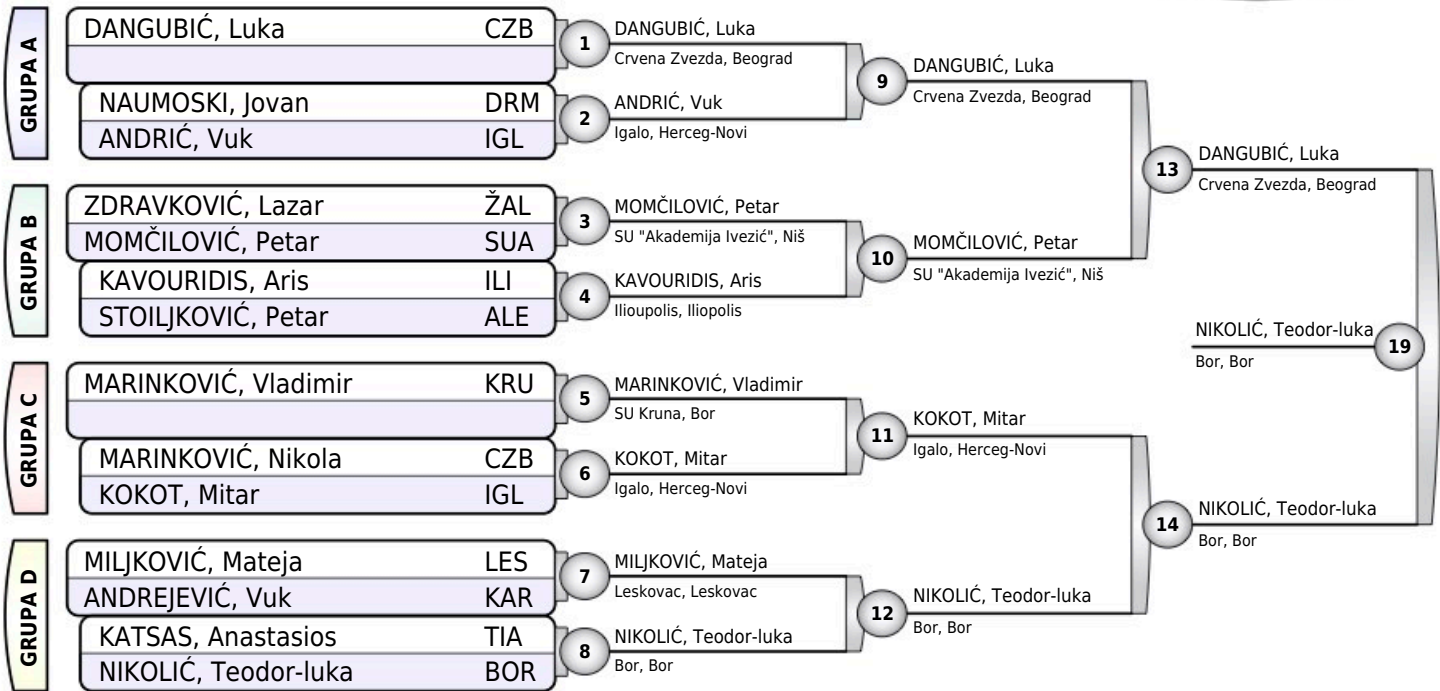 GRUPA A
DANGUBIĆ, Luka CZB
NAUMOSKI, Jovan DRM
ANDRIĆ, Vuk IGL
GRUPA B
ZDRAVKOVIĆ, Lazar ŽAL
MOMČILOVIĆ, Petar SUA
KAVOURIDIS, Aris ILI
STOILJKOVIĆ, Petar ALE
GRUPA C
MARINKOVIĆ, Vladimir KRU
MARINKOVIĆ, Nikola CZB
KOKOT, Mitar IGL
GRUPA D
MILJKOVIĆ, Mateja LES
ANDREJEVIĆ, Vuk KAR
KATSAS, Anastasios TIA
NIKOLIĆ, Teodor-luka BOR
1
DANGUBIĆ, Luka
Crvena Zvezda, Beograd
2
ANDRIĆ, Vuk
Igalo, Herceg-Novi
3
MOMČILOVIĆ, Petar
SU "Akademija Ivezić", Niš
4
KAVOURIDIS, Aris
Ilioupolis, Iliopolis
5
MARINKOVIĆ, Vladimir
SU Kruna, Bor
6
KOKOT, Mitar
Igalo, Herceg-Novi
7
MILJKOVIĆ, Mateja
Leskovac, Leskovac
8
NIKOLIĆ, Teodor-luka
Bor, Bor
9
DANGUBIĆ, Luka
Crvena Zvezda, Beograd
10
MOMČILOVIĆ, Petar
SU "Akademija Ivezić", Niš
11
KOKOT, Mitar
Igalo, Herceg-Novi
12
NIKOLIĆ, Teodor-luka
Bor, Bor
13
DANGUBIĆ, Luka
Crvena Zvezda, Beograd
14
NIKOLIĆ, Teodor-luka
Bor, Bor
NIKOLIĆ, Teodor-luka
Bor, Bor
19